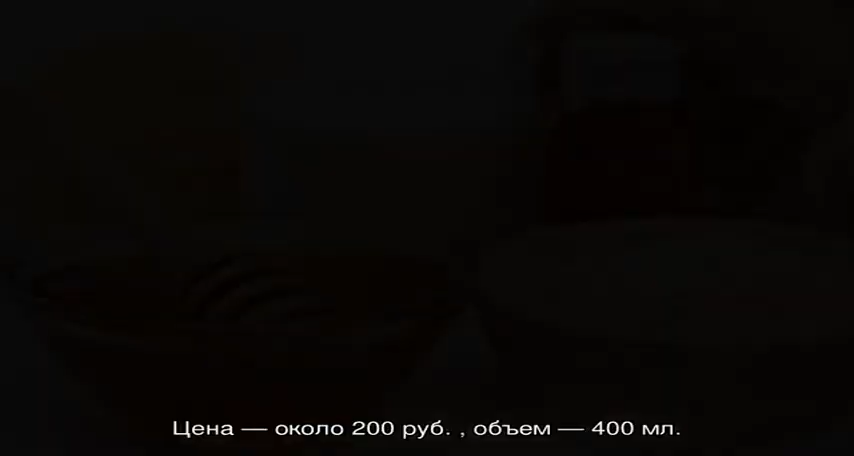 Цена — около 200 руб. , объем — 400 мл.